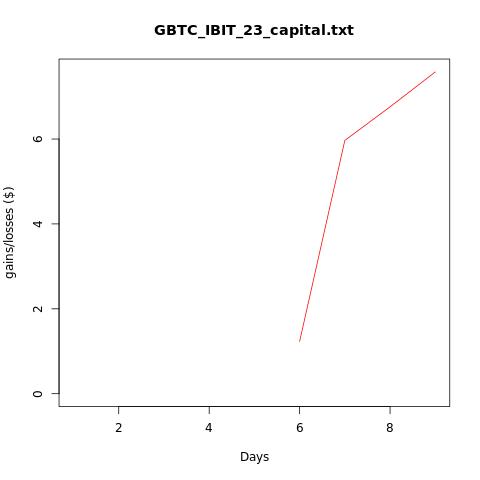 GBTC_IBIT_23_capital.txt
gains/losses ($)
6
4
2
0
2 4 6 8
Days